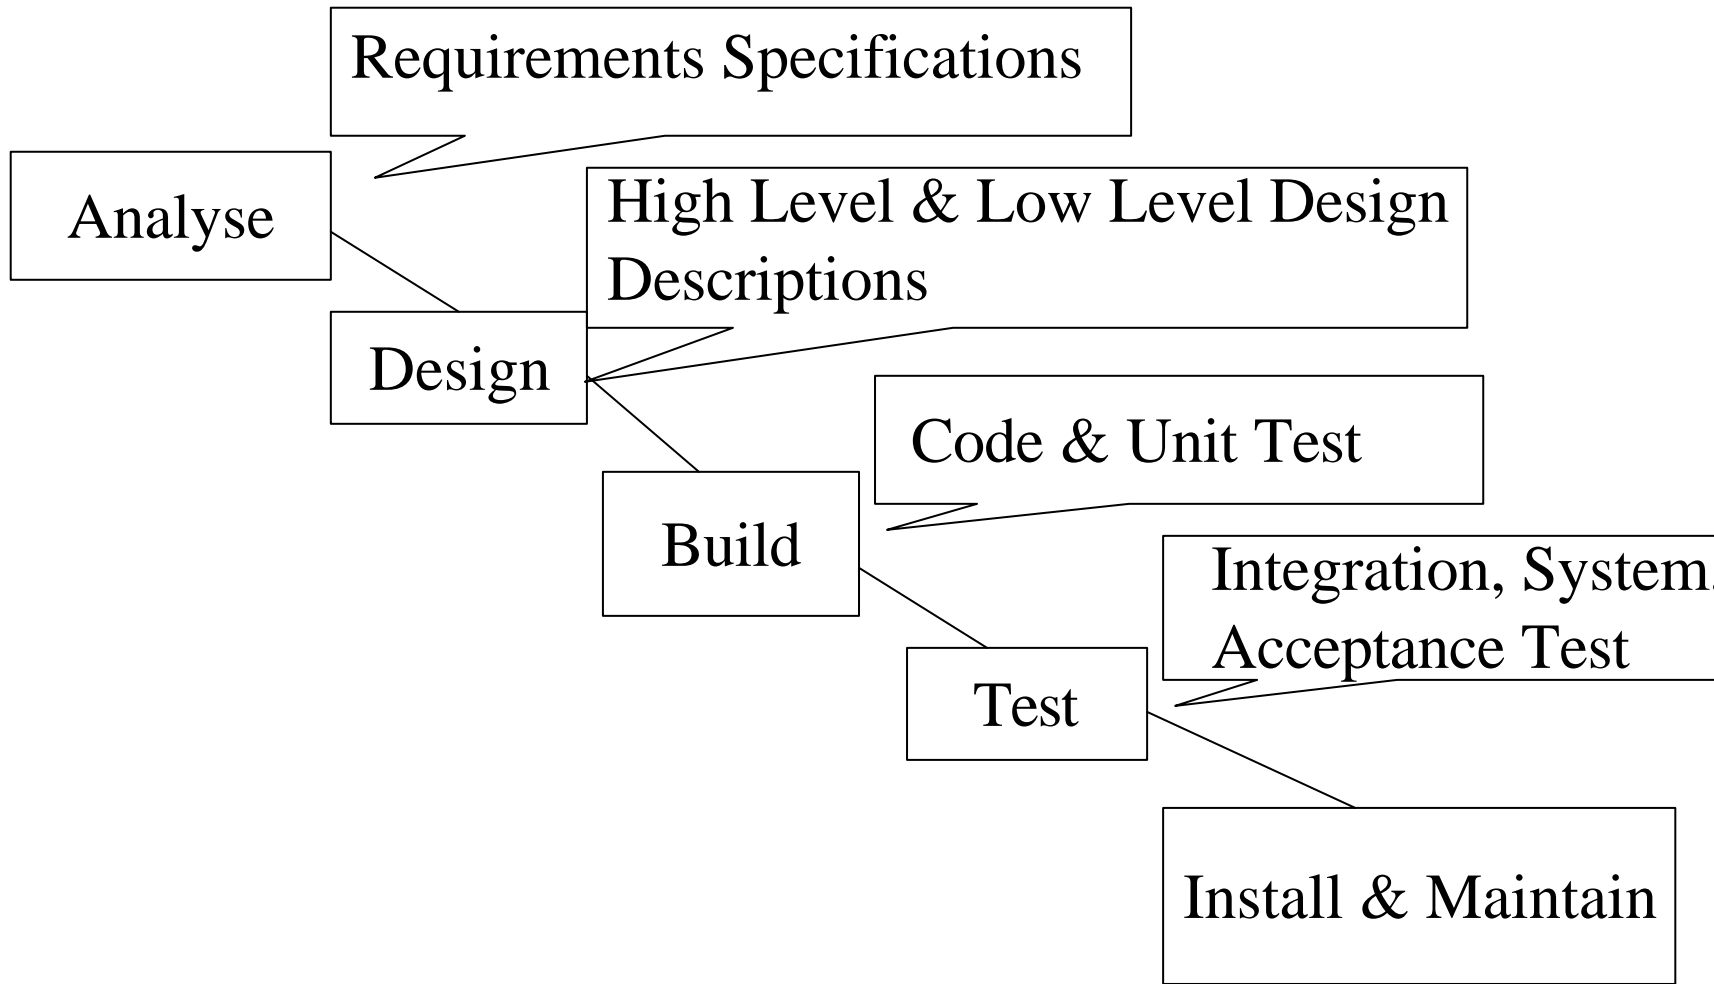 Requirements Specifications
Analyse
High Level & Low Level Design
Descriptions
Design
Code & Unit Test
Build
Integration, System,
Acceptance Test
Test
Install & Maintain